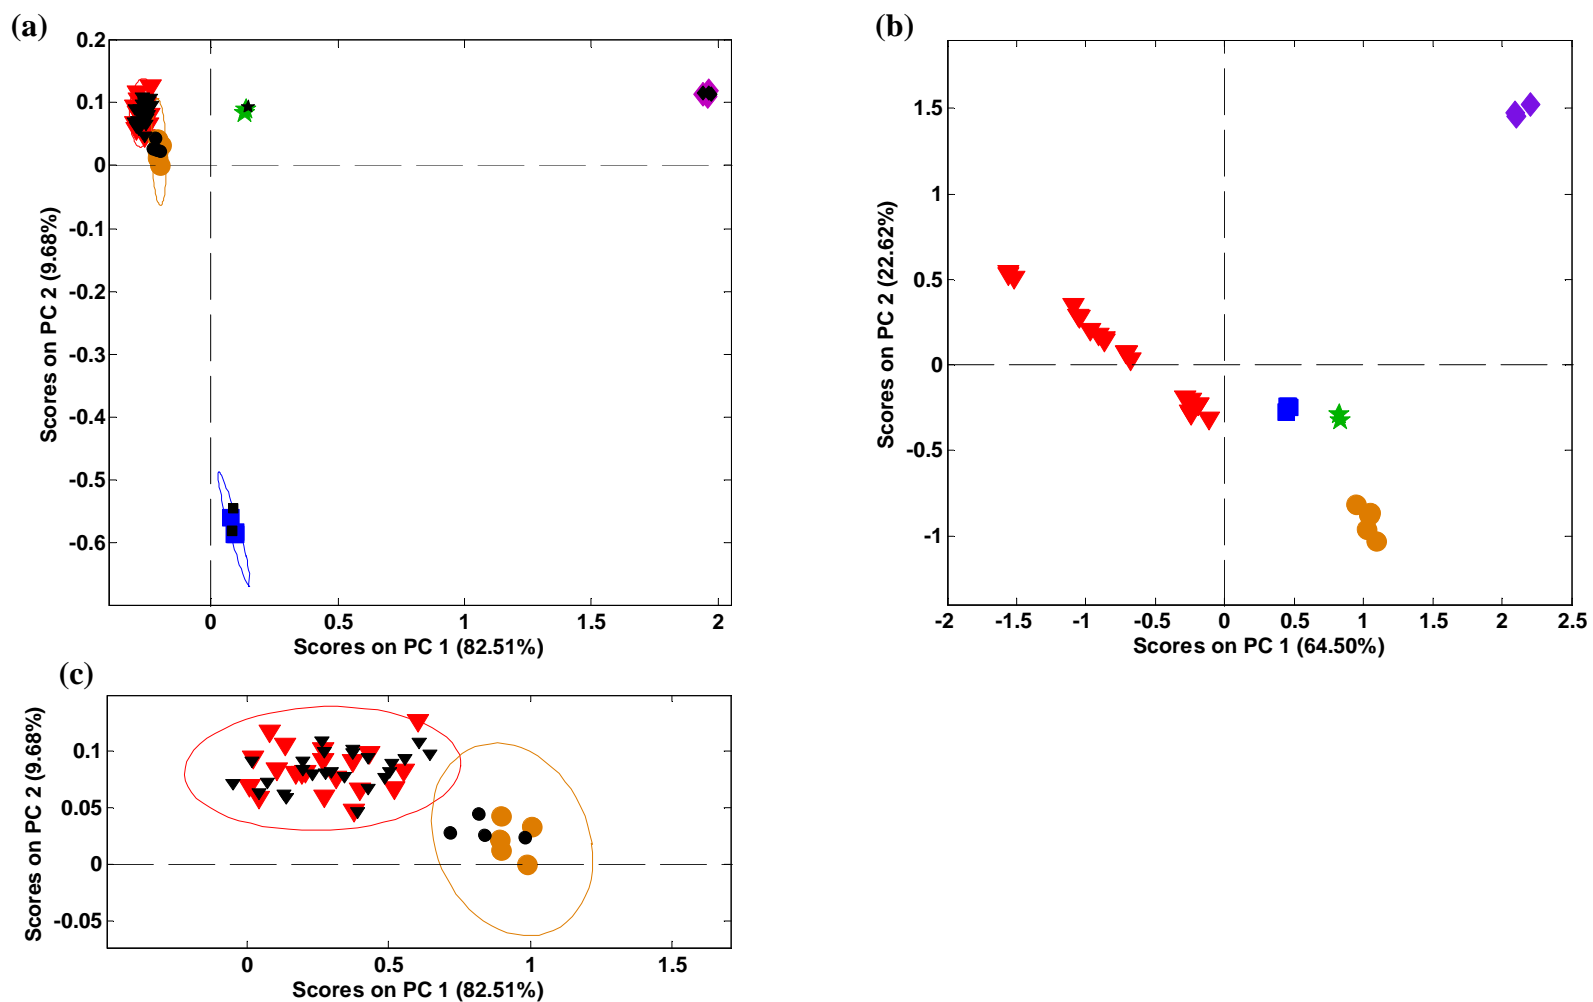 (a)
0.2
0.1
0
-0.1
-0.2
-0.3
-0.4
-0.5
-0.6
Scores on PC 2 (9.68%)
0 0.5 1 1.5 2
Scores on PC 1 (82.51%)
(b)
1.5
1
0.5
0
-0.5
-1
Scores on PC 2 (22.62%)
-2 -1.5 -1 -0.5 0 0.5 1 1.5 2 2.5
Scores on PC 1 (64.50%)
(c)
0.1
0.05
0
-0.05
Scores on PC 2 (9.68%)
0 0.5 1 1.5
Scores on PC 1 (82.51%)